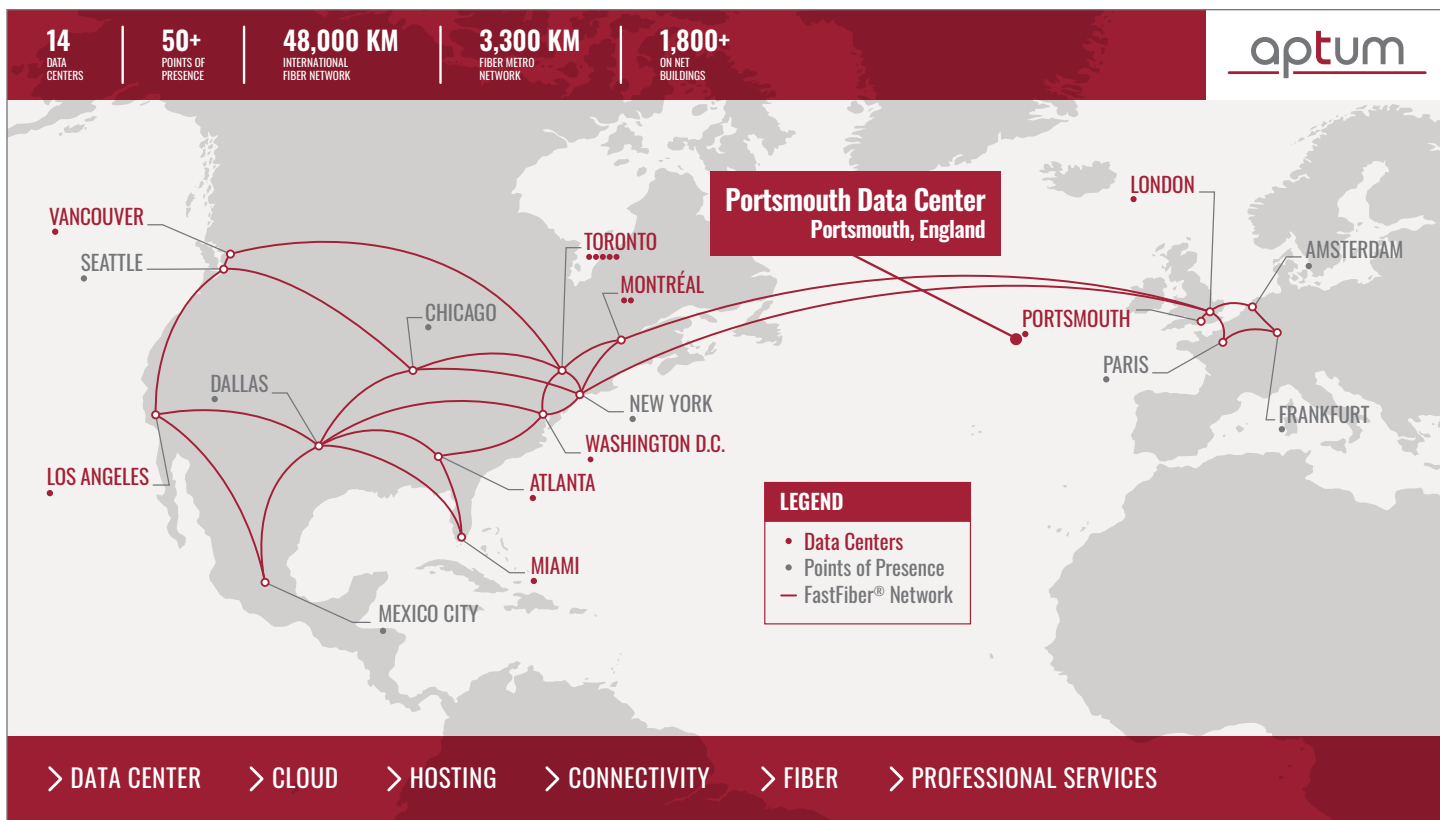 14
DATA
CENTERS
50+
POINTS OF
PRESENCE
48,000 KM
INTERNATIONAL
FIBER NETWORK
3,300 KM
FIBER METRO
NETWORK
1,800+
ON NET
BUILDINGS
aptum
Portsmouth Data Center
Portsmouth, England
LONDON
VANCOUVER
SEATTLE
TORONTO
MONTRÉAL
AMSTERDAM
CHICAGO
PORTSMOUTH
PARIS
DALLAS
NEW YORK
FRANKFURT
WASHINGTON D.C.
LOS ANGELES
ATLANTA
MIAMI
MEXICO CITY
LEGEND
• Data Centers
• Points of Presence
— FastFiber® Network
> DATA CENTER > CLOUD > HOSTING > CONNECTIVITY > FIBER > PROFESSIONAL SERVICES